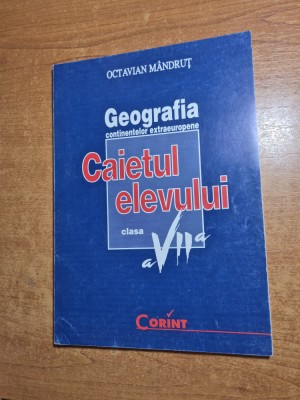 OCTAVIAN MÂNDRUȚ
Geografia
continentelor extraeuropene
Caietul
elevului
clasa
a VII a
CORINT